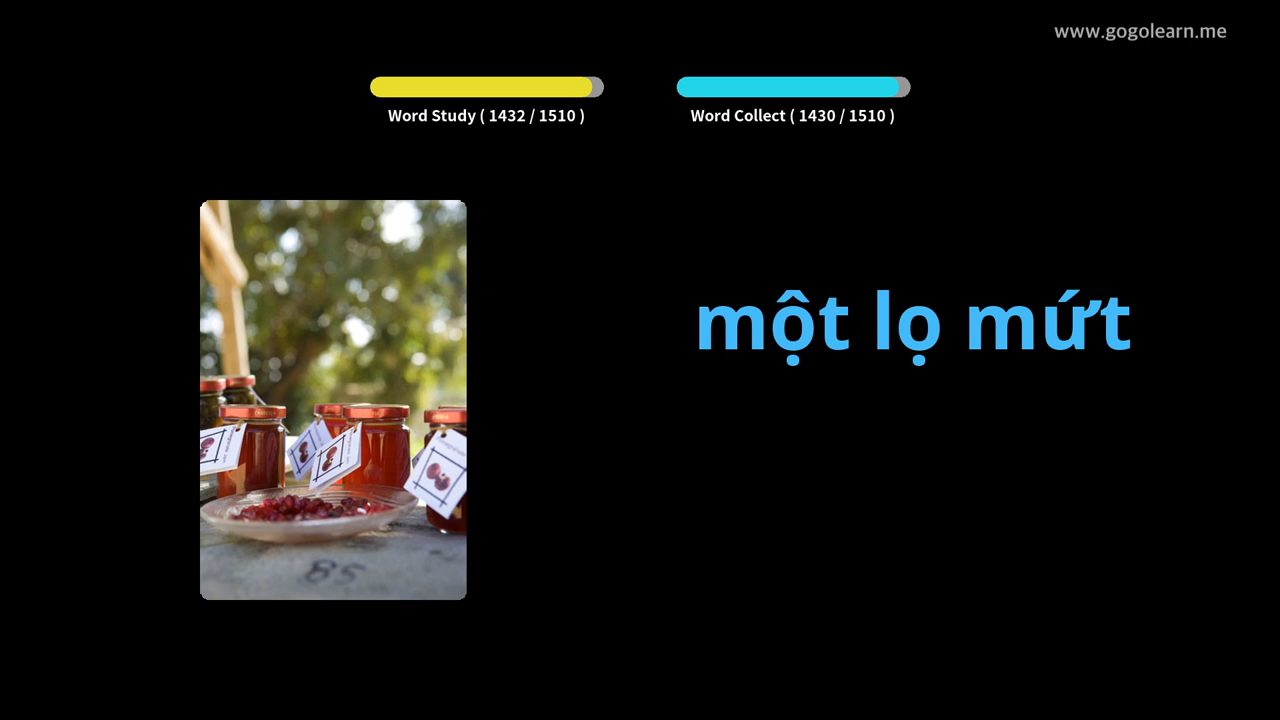 www.gogolearn.me
Word Study ( 1432 / 1510 )
Word Collect ( 1430 / 1510 )
một lọ mứt
85